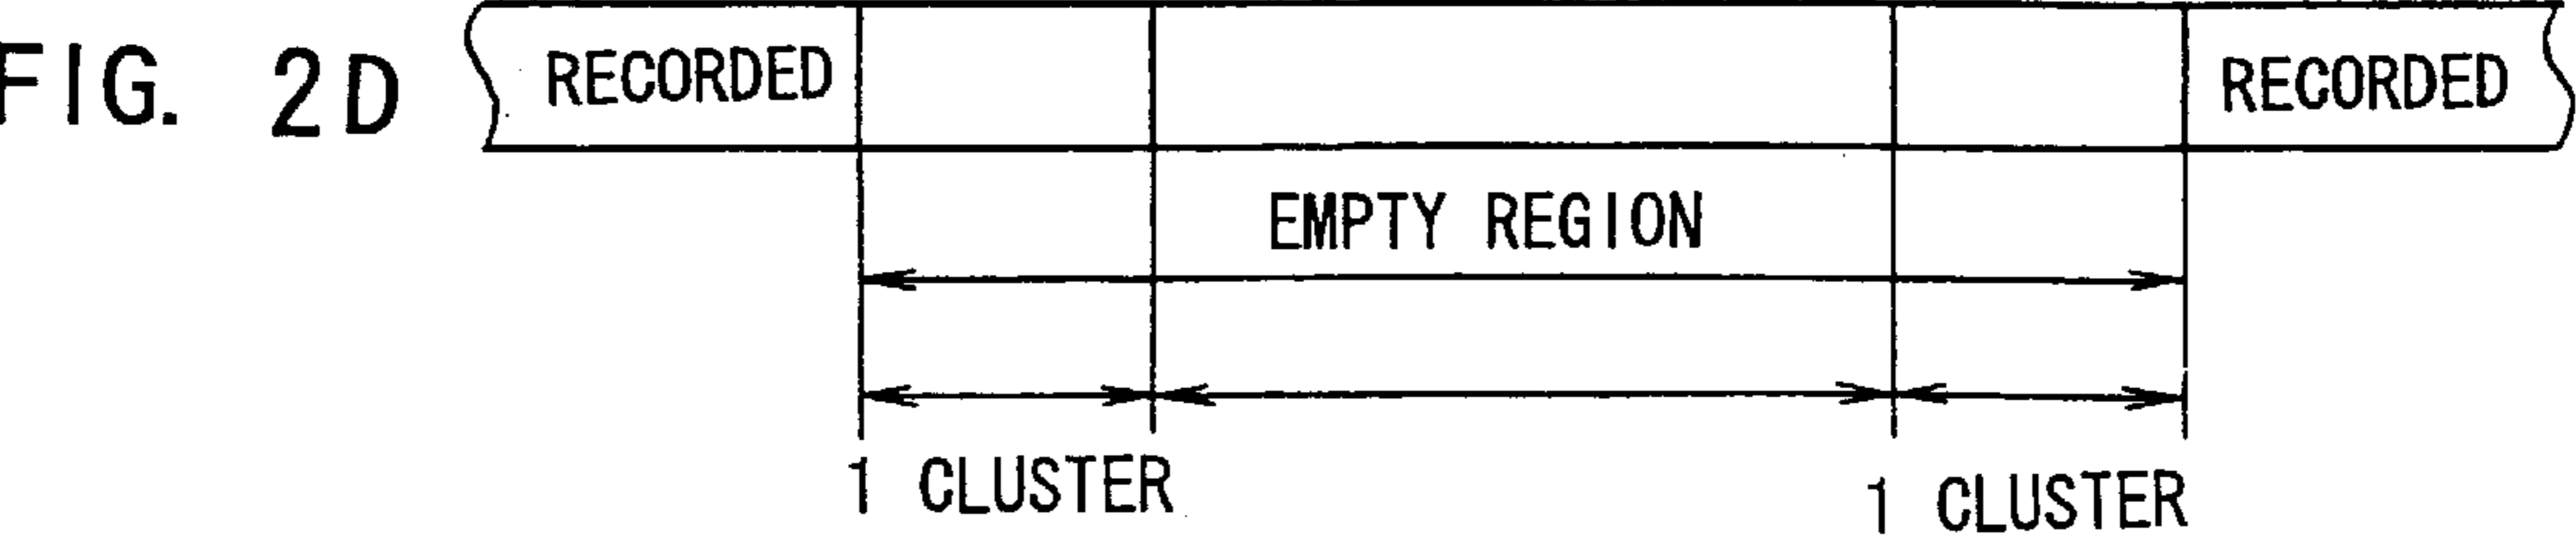 FIG. 2D RECORDED RECORDED
EMPTY REGION
1 CLUSTER 1 CLUSTER